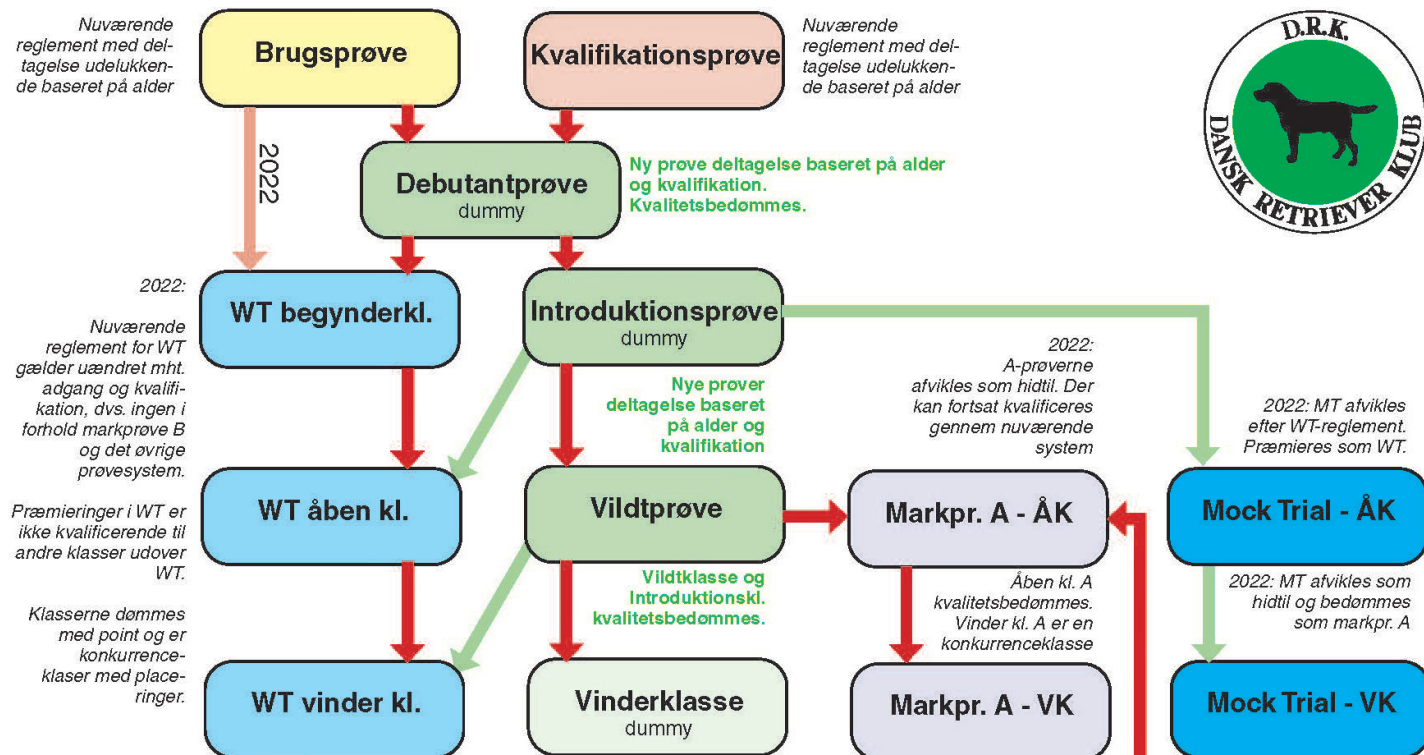 Nuværende
reglement med del-
tagelse udelukken-
de baseret på alder
Brugsprøve
Kvalifikationsprøve
Nuværende
reglement med del-
tagelse udelukken-
de baseret på alder
D.R.K.
DANSK RETRIEVER KLUB
2022
Debutantprøve
dummy
Ny prøve deltagelse baseret på alder
og kvalifikation.
Kvalitetsbedømmes.
2022:
Nuværende
reglement for WT
gælder uændret mht.
adgang og kvalifi-
kation, dvs. ingen i
forhold markprøve B
og det øvrige
prøvesystem.
Præmieringer i WT er
ikke kvalificerende til
andre klasser udover
WT.
Klasserne dømmes
med point og er
konkurrence-
klaser med place-
ringer.
WT begynderkl.
Introduktionsprøve
dummy
Nye prøver
deltagelse baseret
på alder og
kvalifikation
2022:
A-prøverne
afvikles som hidtil. Der
kan fortsat kvalificeres
gennem nuværende
system
2022: MT afvikles
efter WT-reglement.
Præmieres som WT.
WT åben kl.
Vildtprøve
Markpr. A - ÅK
Mock Trial - ÅK
Vildtklasse og
Introduktionskl.
kvalitetsbedømmes.
Åben kl. A
kvalitetsbedømmes.
Vinder kl. A er en
konkurrenceklasse
2022: MT afvikles som
hidtil og bedømmes
som markpr. A
WT vinder kl.
Vinderklasse
dummy
Markpr. A - VK
Mock Trial - VK